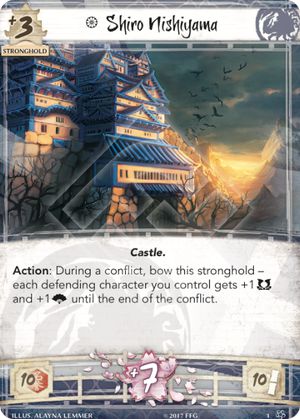 +3
Shiro Nishiyama
STRONGHOLD
Castle.
Action: During a conflict, bow this stronghold –
each defending character you control gets +1
and +1 until the end of the conflict.
10
+7
10
ILLUS. ALAYNA LEMMER
©2017 FFG
1